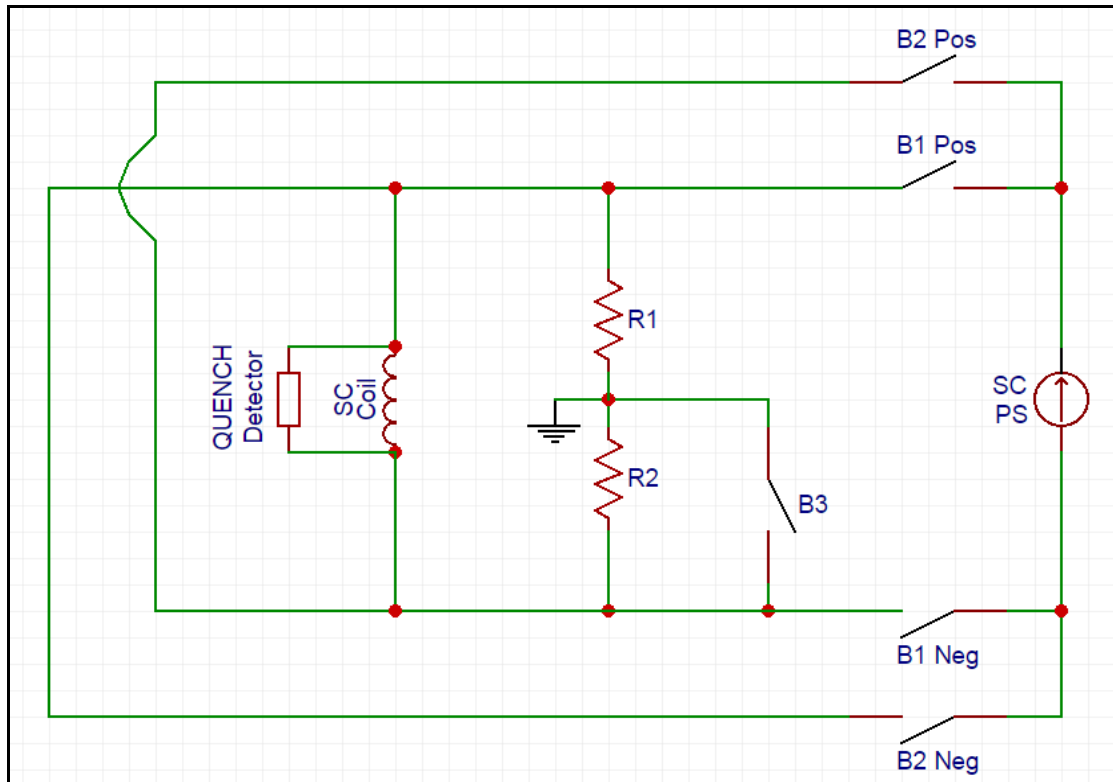 B2 Pos
B1 Pos
R1
QUENCH
Detector
SC
Coil
SC
PS
R2
B3
B1 Neg
B2 Neg